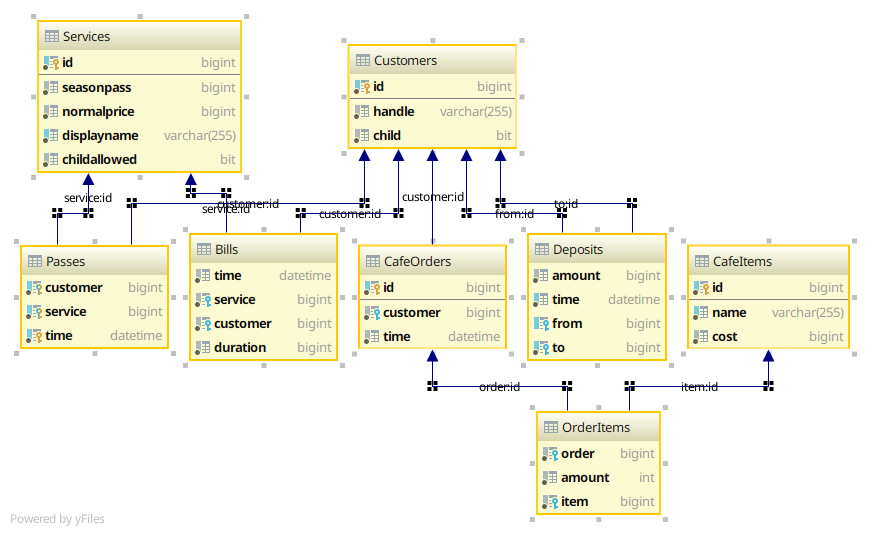 Services
id bigint
seasonpass bigint
normalprice bigint
displayname varchar(255)
childallowed bit
Customers
id bigint
handle varchar(255)
child bit
service:id
customer:id
service:id
customer:id
customer:id
from:id
to:id
Passes
customer bigint
service bigint
time datetime
Bills
time datetime
service bigint
customer bigint
duration bigint
CafeOrders
id bigint
customer bigint
time datetime
Deposits
amount bigint
time datetime
from bigint
to bigint
CafeItems
id bigint
name varchar(255)
cost bigint
order:id
item:id
OrderItems
order bigint
amount int
item bigint
Powered by yFiles